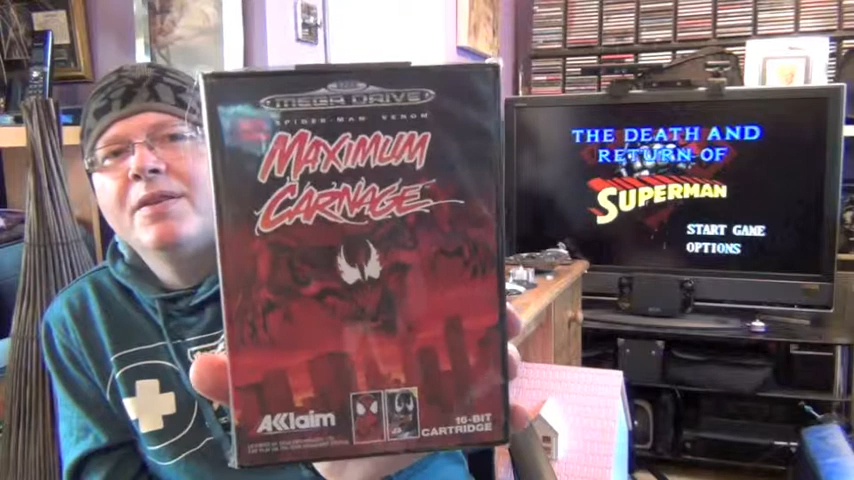 MEGA DRIVE
SPIDER-MAN VENOM
MAXIMUM
CARNAGE
AKklaim
16-BIT
CARTRIDGE.
THE DEATH AND
RETURN OF
SUPERMAN
START GAME
OPTIONS